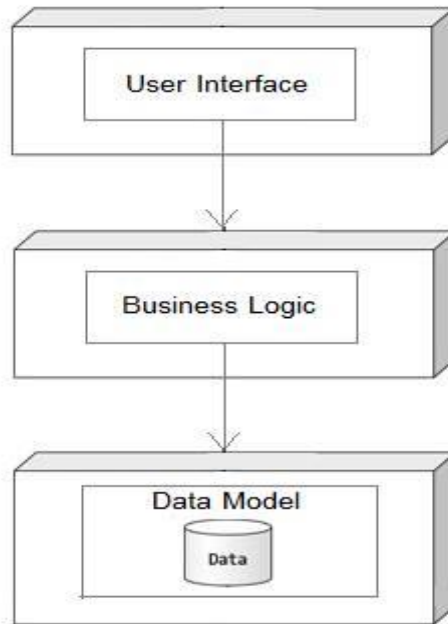 User Interface
Business Logic
Data Model
Data